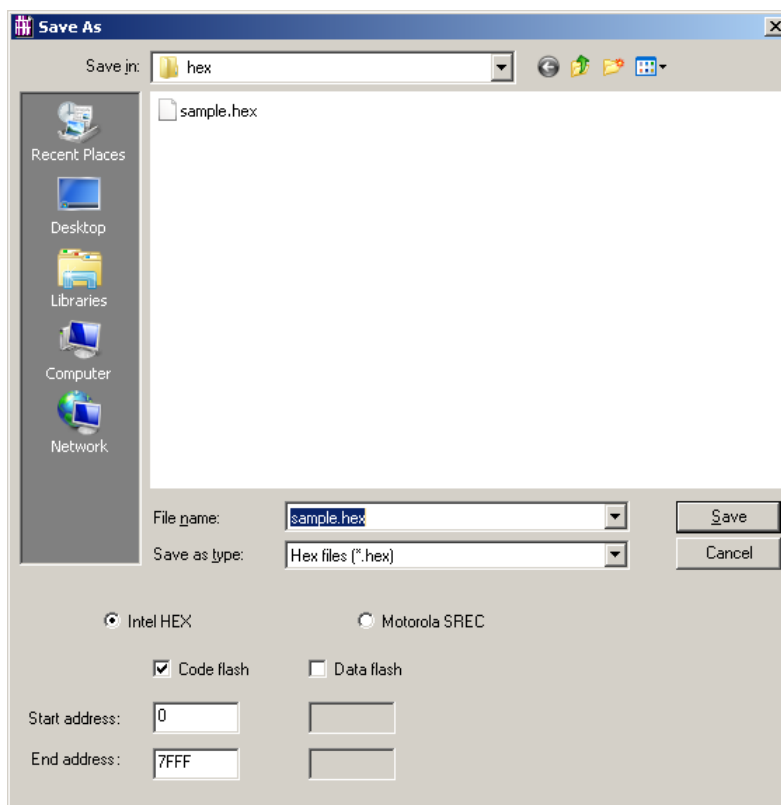 Save As
Save in: hex
sample.hex
Recent Places
Desktop
Libraries
Computer
Network
File name: sample.hex Save
Save as type: Hex files (*.hex) Cancel
Intel HEX Motorola SREC
Code flash Data flash
Start address: 0
End address: 7FFF